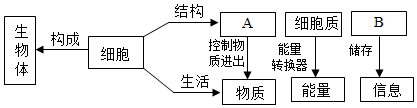 生物体
构成
细胞
结构
生活
A
控制物
质进出
物质
细胞质
能量
转换器
能量
B
储存
信息